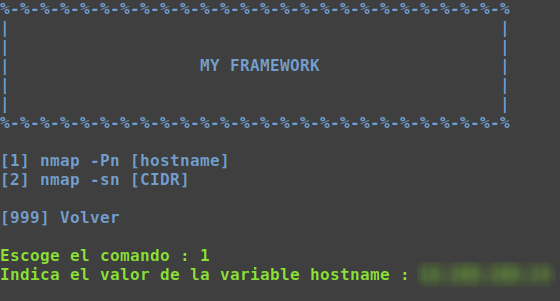 %-%-%-%-%-%-%-%-%-%-%-%-%-%-%-%-%-%-%-%-%-%-%-%-%-%
| |
| |
| MY FRAMEWORK |
| |
| |
%-%-%-%-%-%-%-%-%-%-%-%-%-%-%-%-%-%-%-%-%-%-%-%-%-%
[1] nmap -Pn [hostname]
[2] nmap -sn [CIDR]
[999] Volver
Escoge el comando : 1
Indica el valor de la variable hostname :